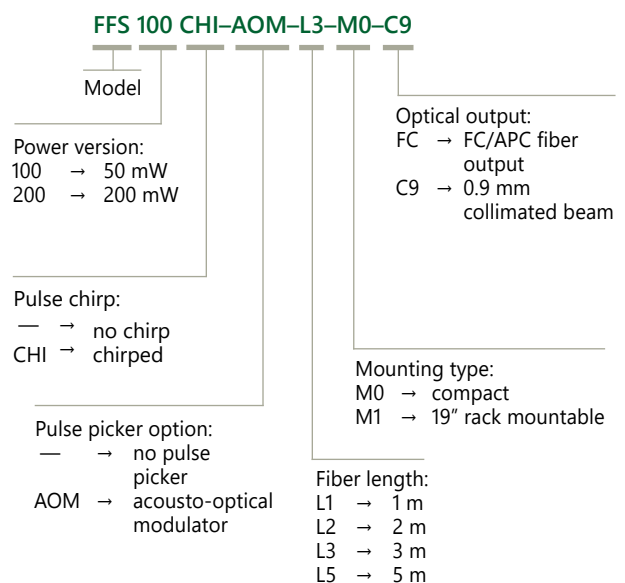 FFS 100 CHI–AOM–L3–M0–C9
Model
Power version:
100 → 50 mW
200 → 200 mW
Pulse chirp:
— → no chirp
CHI → chirped
Pulse picker option:
— → no pulse
picker
AOM → acousto-optical
modulator
Fiber length:
L1 → 1 m
L2 → 2 m
L3 → 3 m
L5 → 5 m
Mounting type:
M0 → compact
M1 → 19″ rack mountable
Optical output:
FC → FC/APC fiber
output
C9 → 0.9 mm
collimated beam